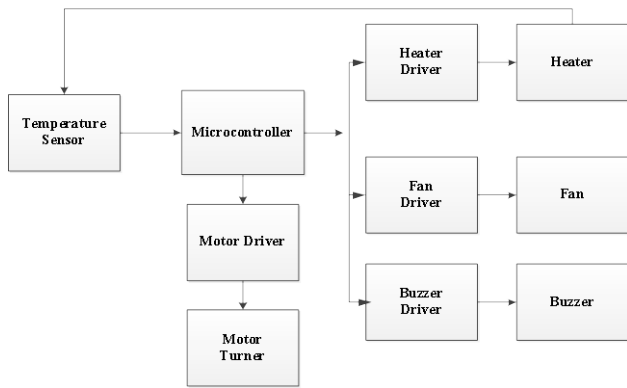 Heater
Driver
Heater
Temperature
Sensor
Microcontroller
Fan
Driver
Fan
Motor Driver
Buzzer
Driver
Buzzer
Motor
Turner